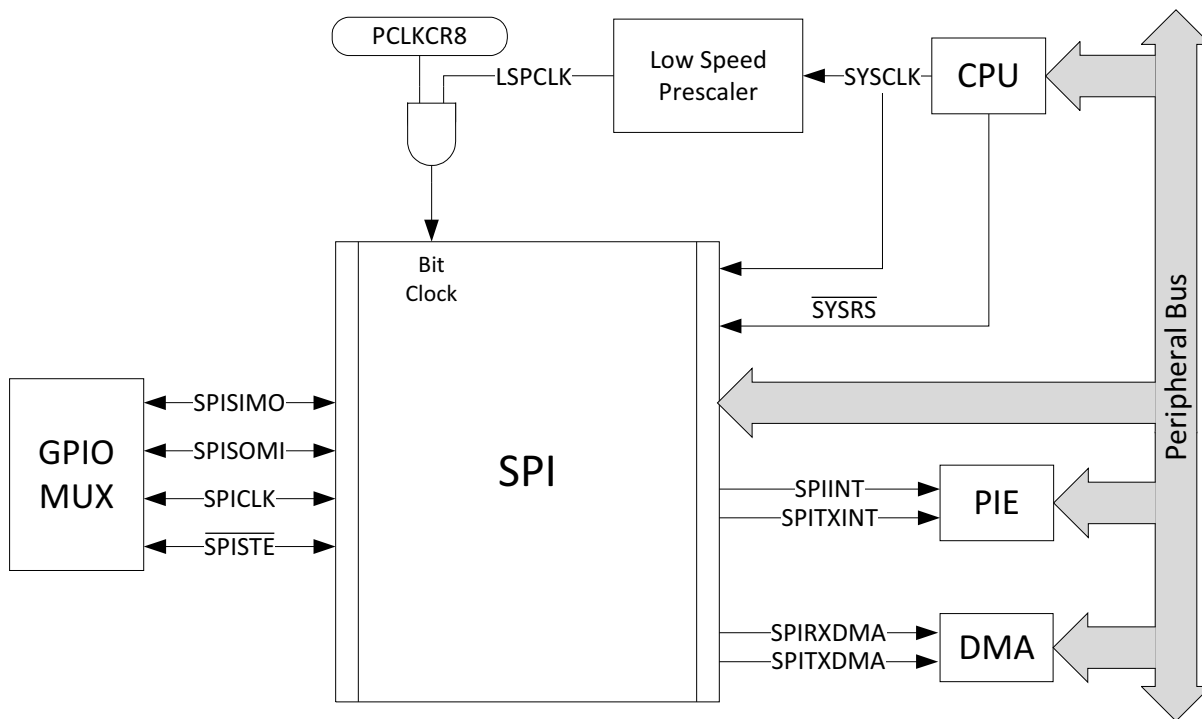 PCLKCR8
LSPCLK
Low Speed
Prescaler
SYSCLK
CPU
Bit
Clock
SYSRS
Peripheral Bus
GPIO
MUX
SPISIMO
SPISOMI
SPICLK
SPISTE
SPI
SPIINT
SPITXINT
PIE
SPIRXDMA
SPITXDMA
DMA